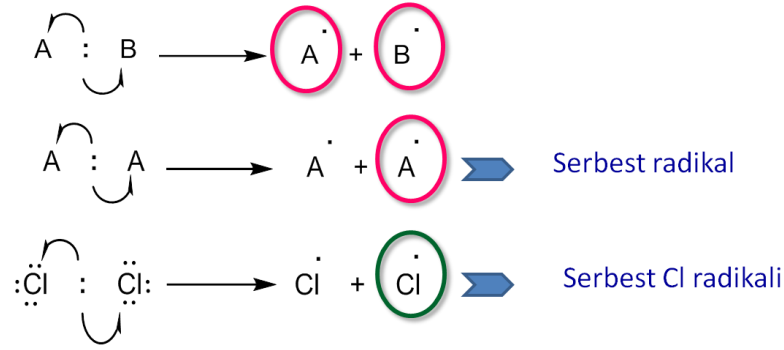 A : B A· + B·
A : A A· + A· Serbest radikal
:Cl : Cl: Cl· + Cl· Serbest Cl radikali